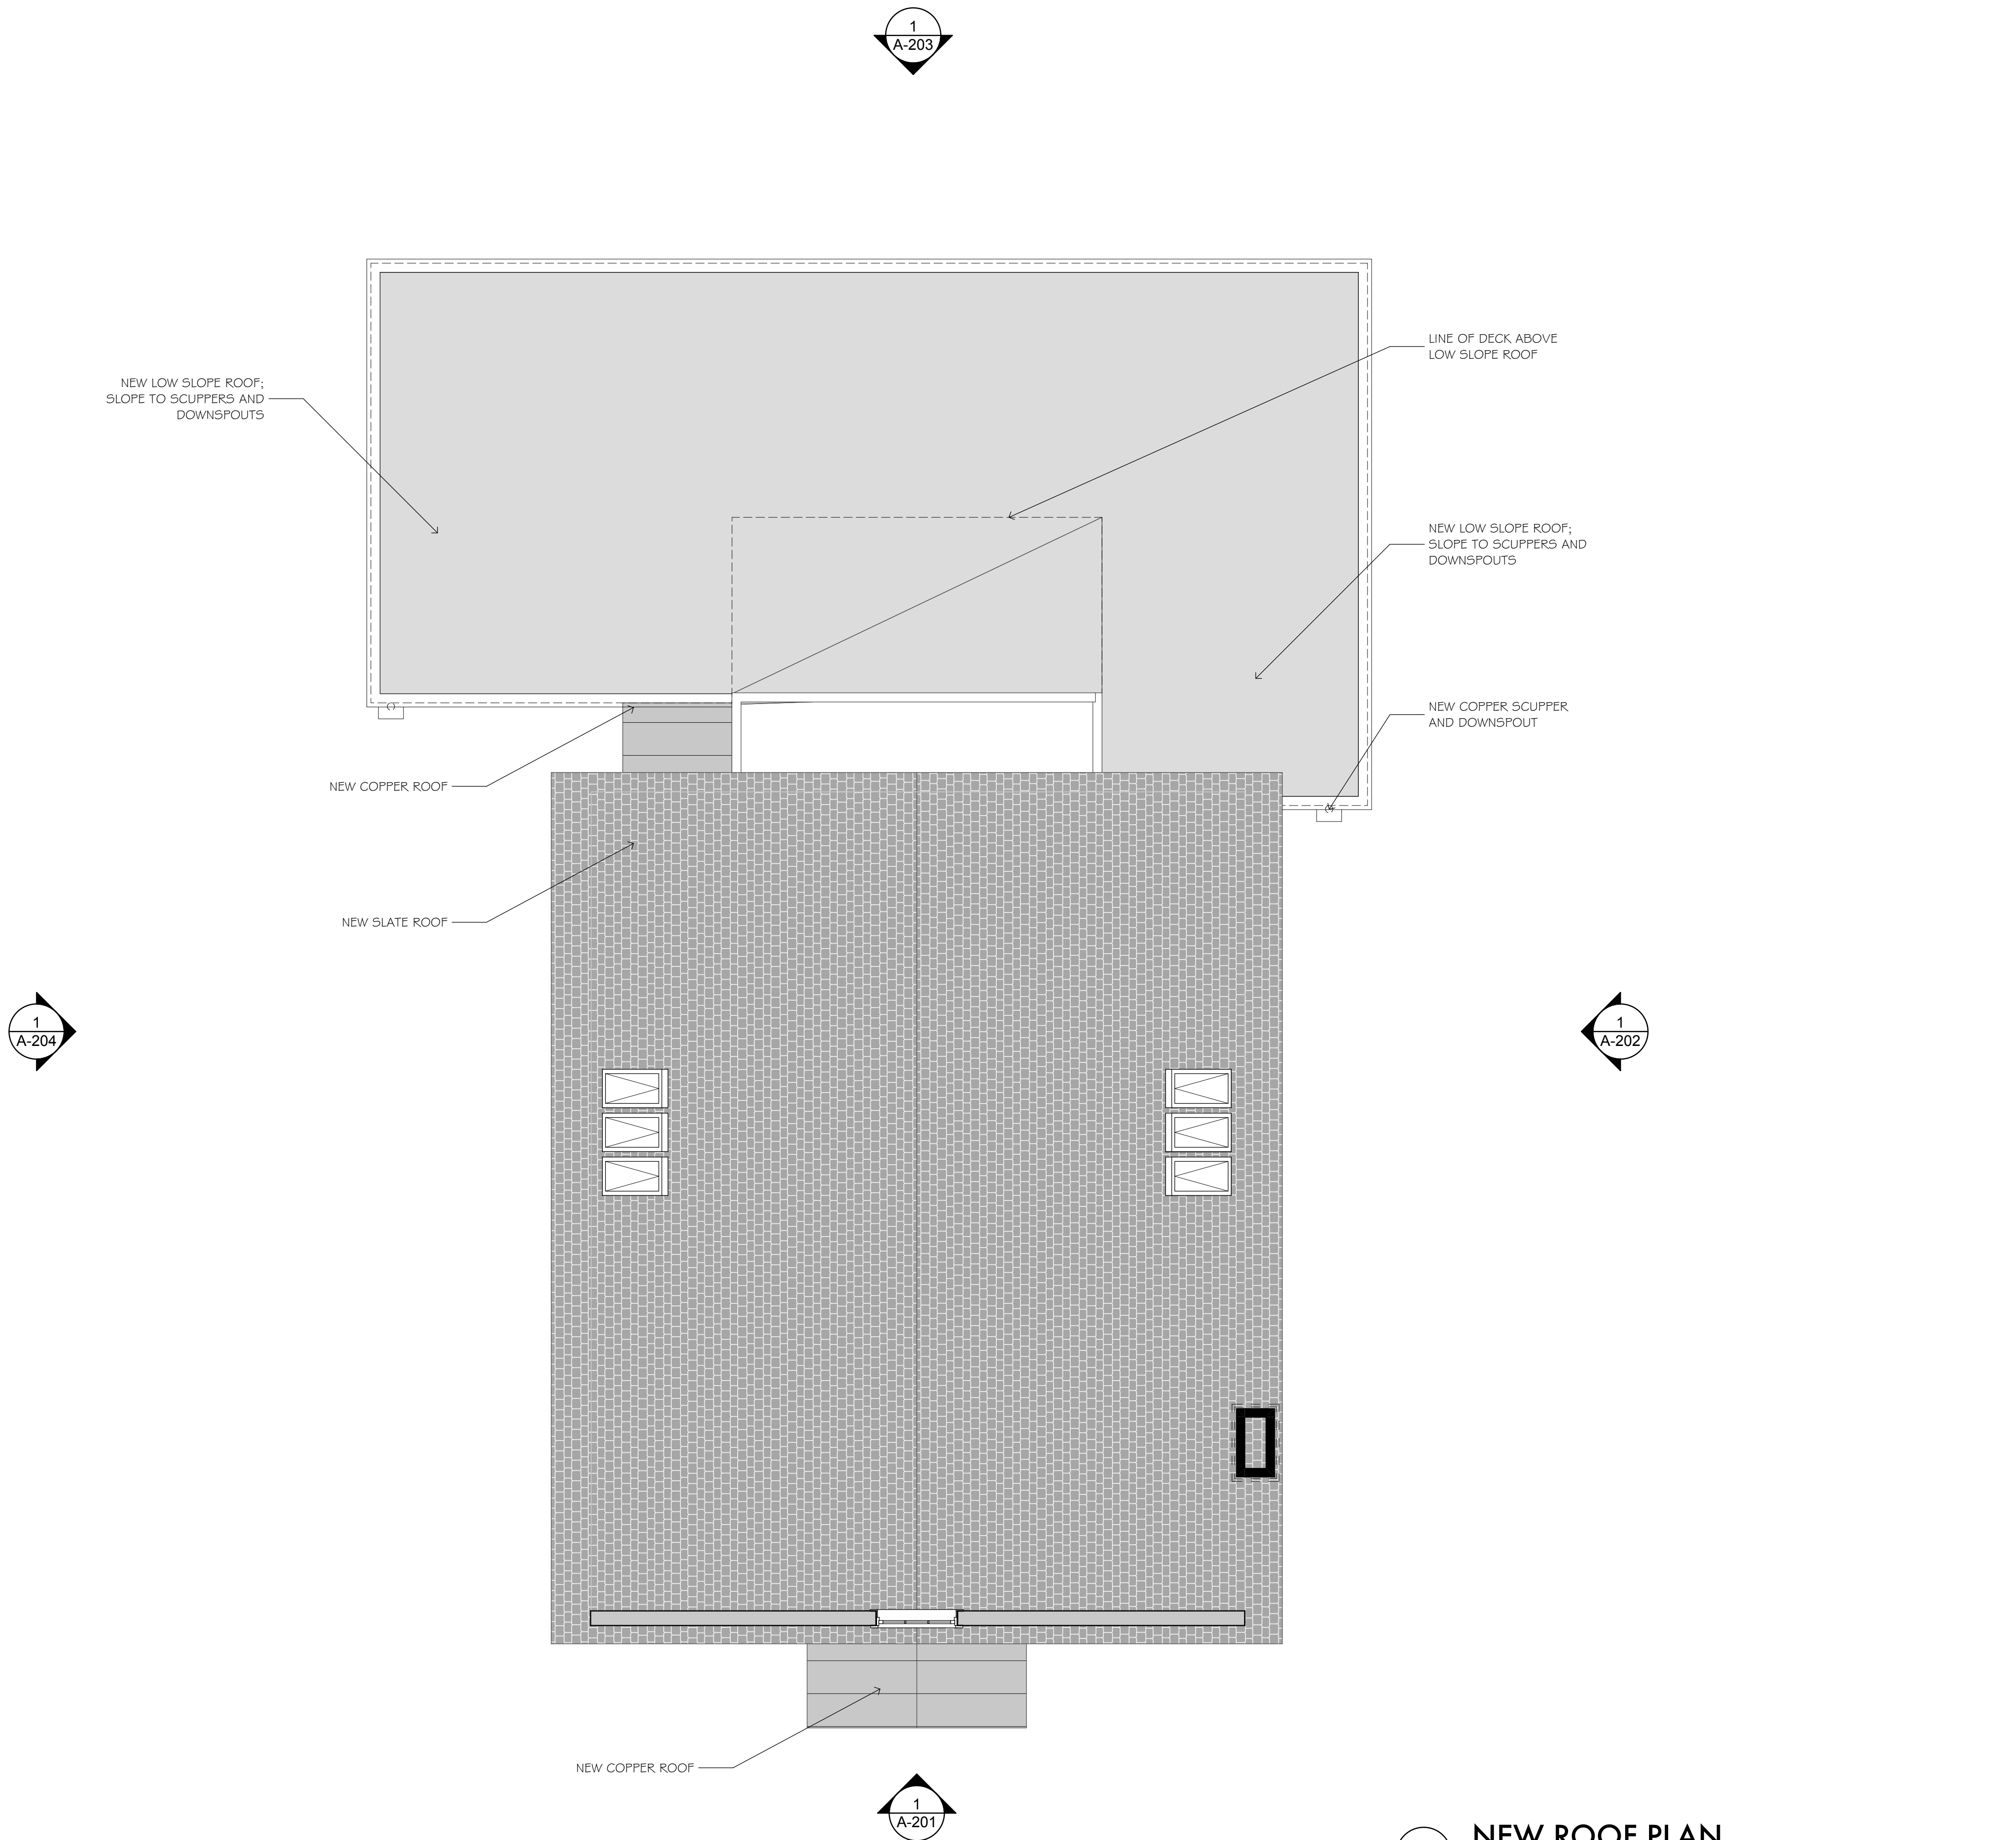 1
A-203
LINE OF DECK ABOVE
LOW SLOPE ROOF
NEW LOW SLOPE ROOF;
SLOPE TO SCUPPERS AND
DOWNSPOUTS
NEW LOW SLOPE ROOF;
SLOPE TO SCUPPERS AND
DOWNSPOUTS
NEW COPPER SCUPPER
AND DOWNSPOUT
NEW COPPER ROOF
NEW SLATE ROOF
1
A-204
1
A-202
NEW COPPER ROOF
1
A-201
NEW ROOF PLAN